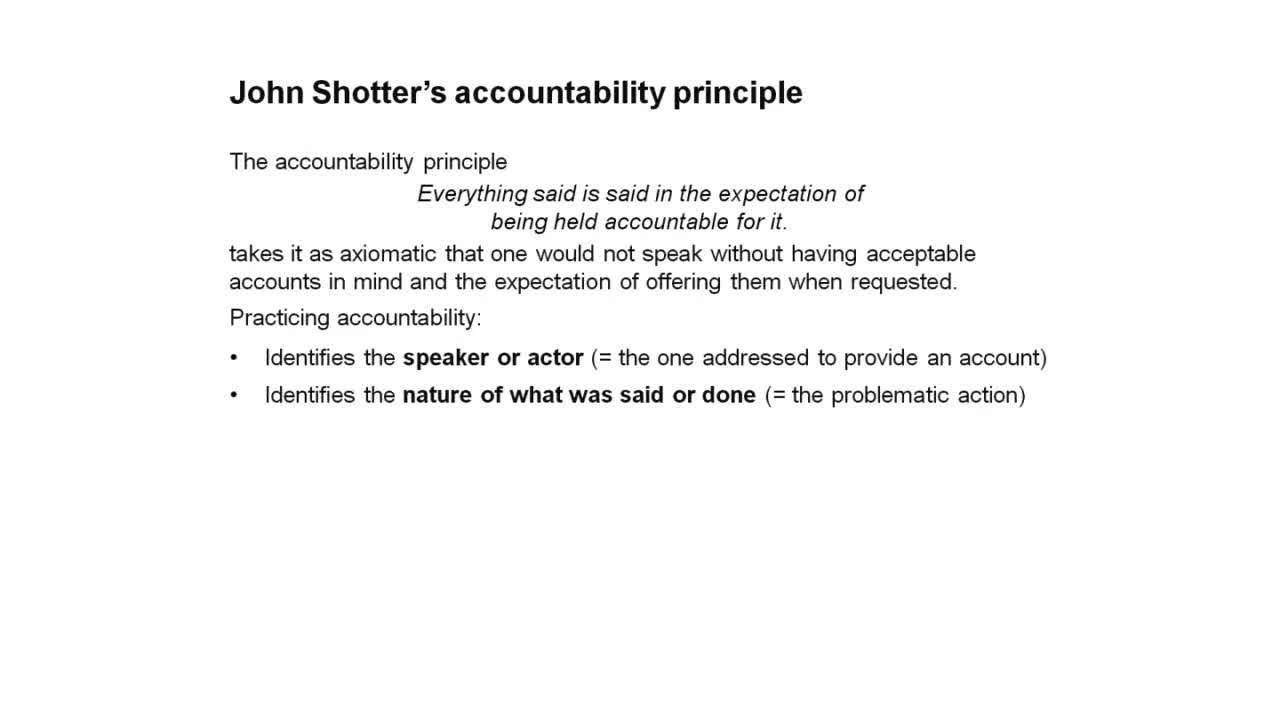 John Shotter’s accountability principle
The accountability principle
Everything said is said in the expectation of
being held accountable for it.
takes it as axiomatic that one would not speak without having acceptable
accounts in mind and the expectation of offering them when requested.
Practicing accountability:
• Identifies the speaker or actor (= the one addressed to provide an account)
• Identifies the nature of what was said or done (= the problematic action)